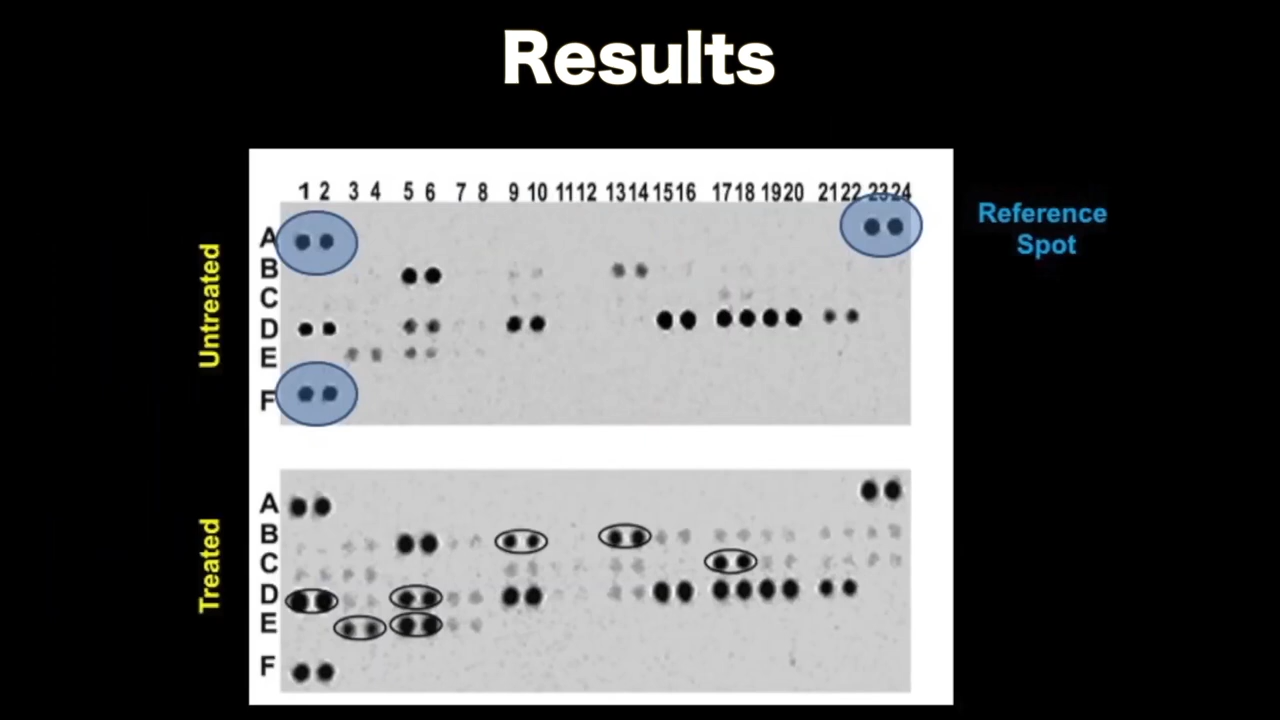 Results
1 2 3 4 5 6 7 8 9 10 11 12 13 14 15 16 17 18 19 20 21 22 23 24
Reference
Spot
Untreated
A
B
C
D
E
F
Treated
A
B
C
D
E
F